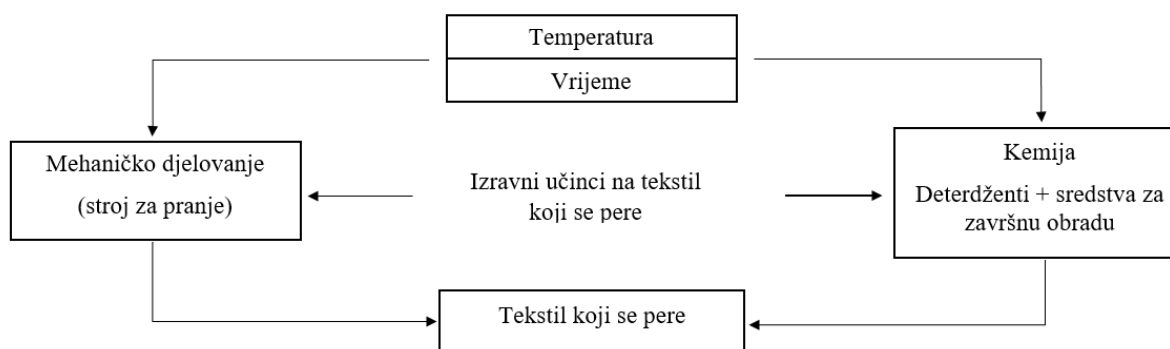 Temperatura
Vrijeme
Mehaničko djelovanje
(stroj za pranje)
Izravni učinci na tekstil
koji se pere
Kemija
Deterdženti + sredstva za
završnu obradu
Tekstil koji se pere